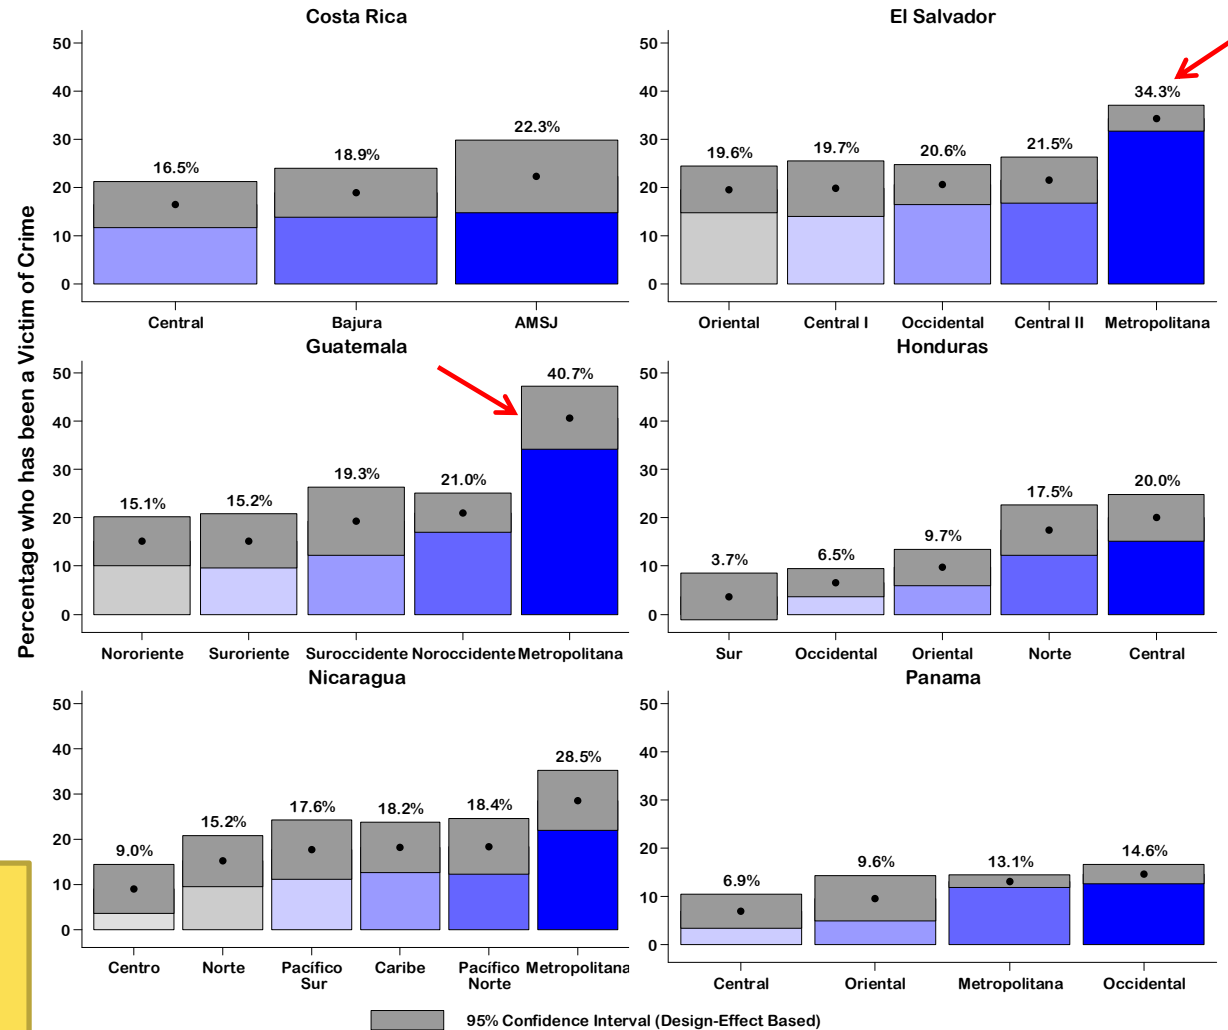 Costa Rica
El Salvador
Percentage who has been a Victim of Crime
50
40
30
20
10
0
16.5%
18.9%
22.3%
Central
Bajura
AMSJ
50
40
30
20
10
0
19.6%
19.7%
20.6%
21.5%
34.3%
Oriental
Central I
Occidental
Central II
Metropolitana
Guatemala
Honduras
50
40
30
20
10
0
15.1%
15.2%
19.3%
21.0%
40.7%
Nororiente
Suroriente
Suroccidente
Noroccidente
Metropolitana
50
40
30
20
10
0
3.7%
6.5%
9.7%
17.5%
20.0%
Sur
Occidental
Oriental
Norte
Central
Nicaragua
Panama
50
40
30
20
10
0
9.0%
15.2%
17.6%
18.2%
18.4%
28.5%
Centro
Norte
Pacífico
Sur
Caribe
Pacífico
Norte
Metropolitana
50
40
30
20
10
0
6.9%
9.6%
13.1%
14.6%
Central
Oriental
Metropolitana
Occidental
95% Confidence Interval (Design-Effect Based)